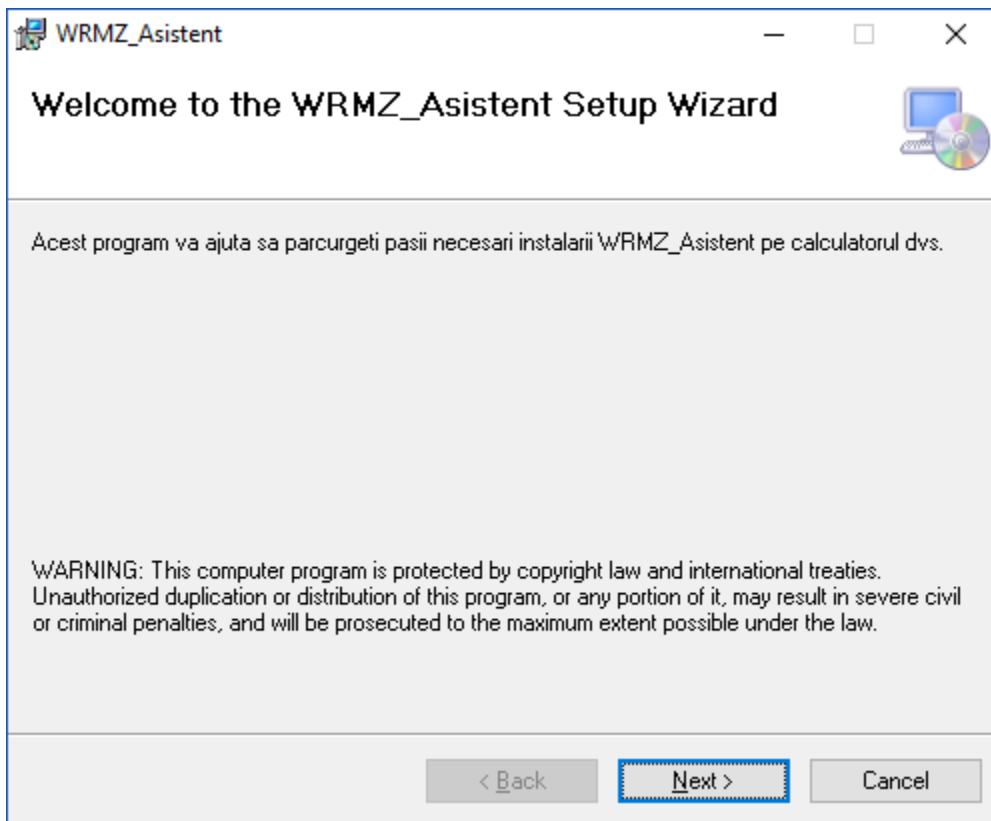 WRMZ_Asistent
Welcome to the WRMZ_Asistent Setup Wizard
Acest program va ajuta sa parcurgeti pasii necesari instalarii WRMZ_Asistent pe calculatorul dvs.
WARNING: This computer program is protected by copyright law and international treaties.
Unauthorized duplication or distribution of this program, or any portion of it, may result in severe civil
or criminal penalties, and will be prosecuted to the maximum extent possible under the law.
< Back Next > Cancel